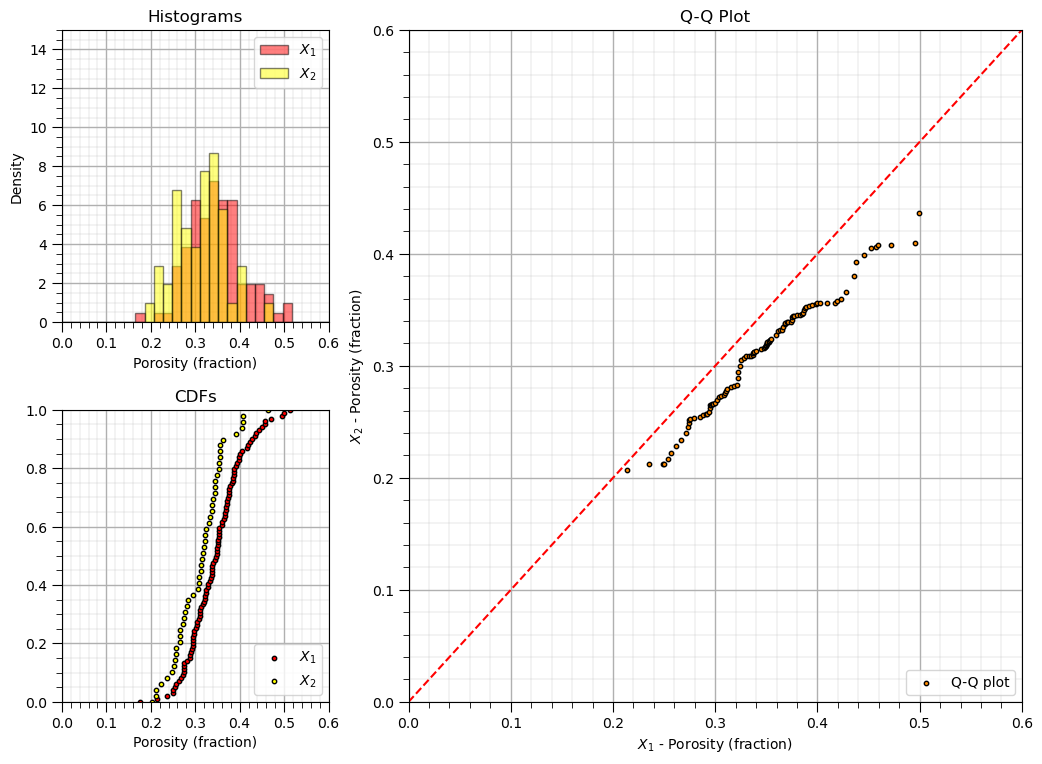 Histograms
14
12
10
8
6
4
2
0
Density
X₁
X₂
0.0 0.1 0.2 0.3 0.4 0.5 0.6
Porosity (fraction)
CDFs
1.0
0.8
0.6
0.4
0.2
0.0
X₁
X₂
0.0 0.1 0.2 0.3 0.4 0.5 0.6
Porosity (fraction)
Q-Q Plot
0.6
0.5
0.4
0.3
0.2
0.1
0.0
X₂ - Porosity (fraction)
Q-Q plot
0.0 0.1 0.2 0.3 0.4 0.5 0.6
X₁ - Porosity (fraction)